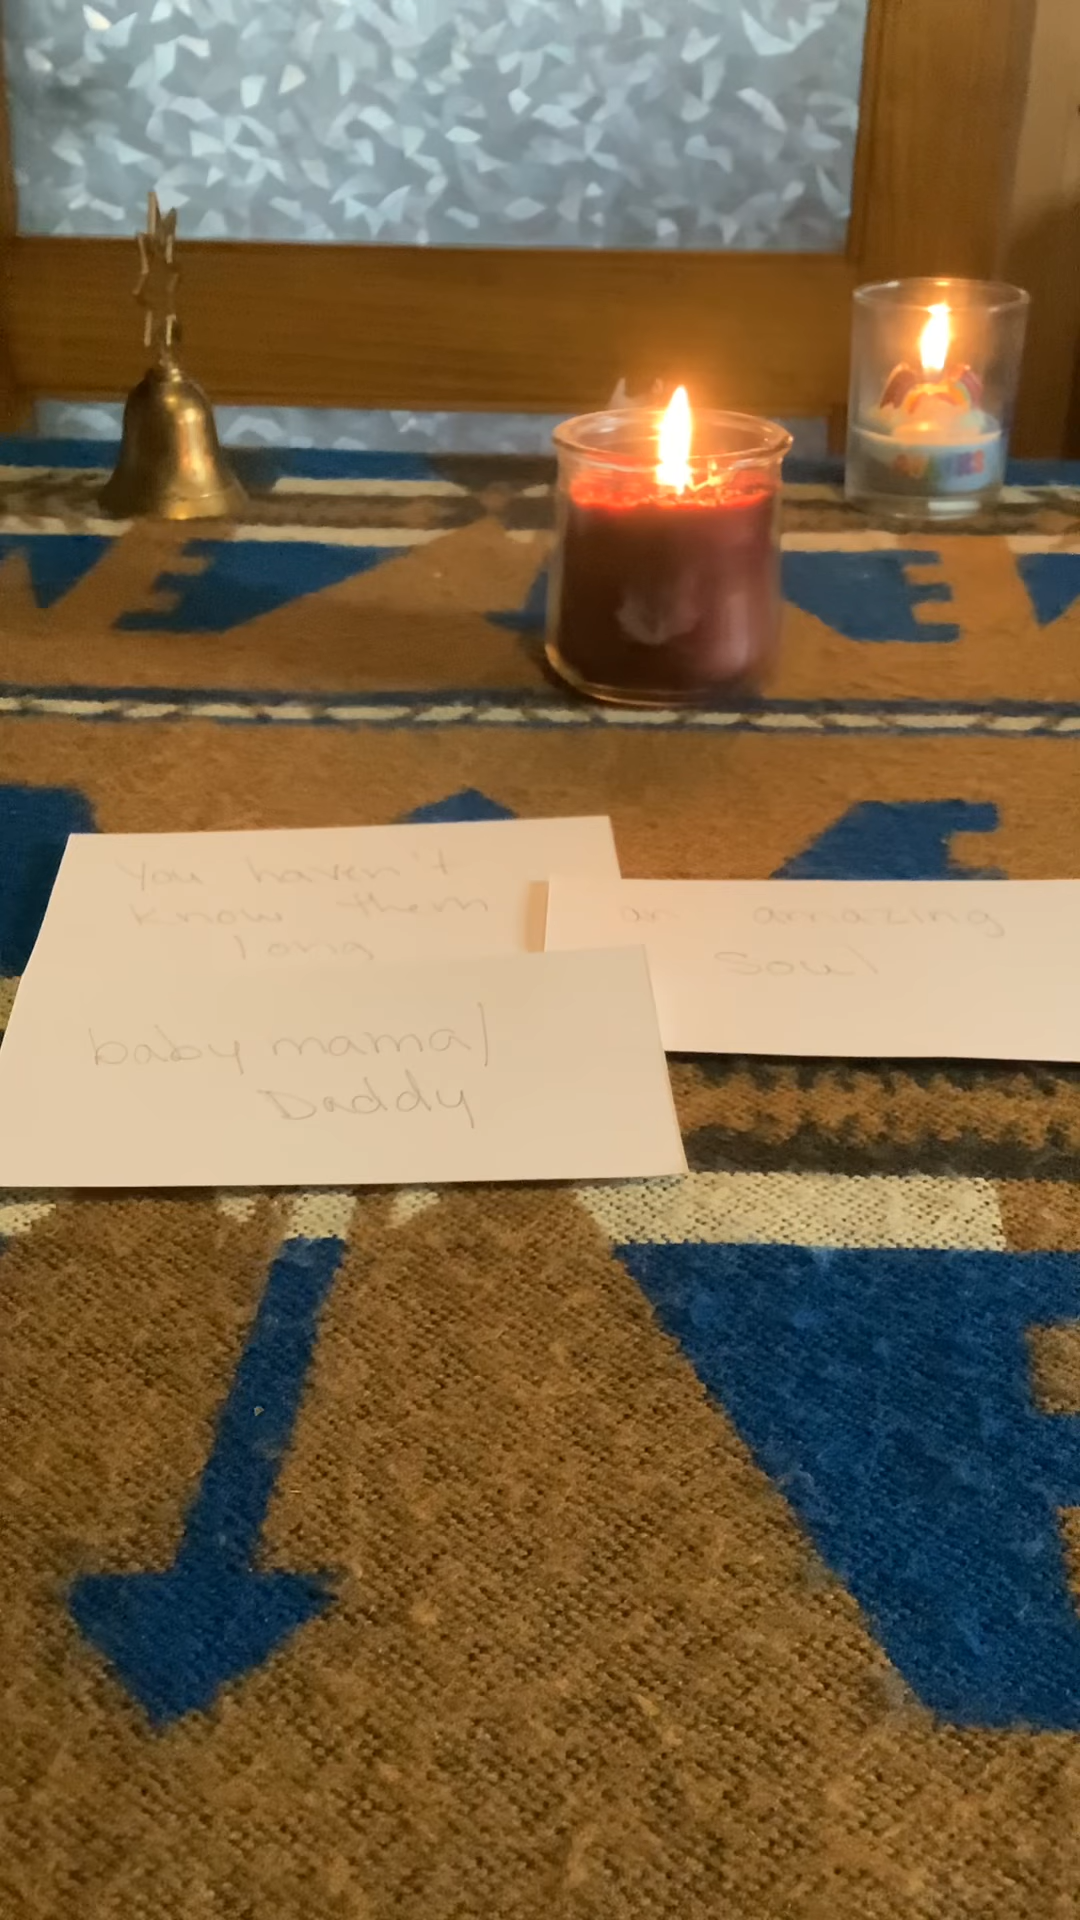 You haven't
know them
long
an amazing
soul
baby mama/
Daddy